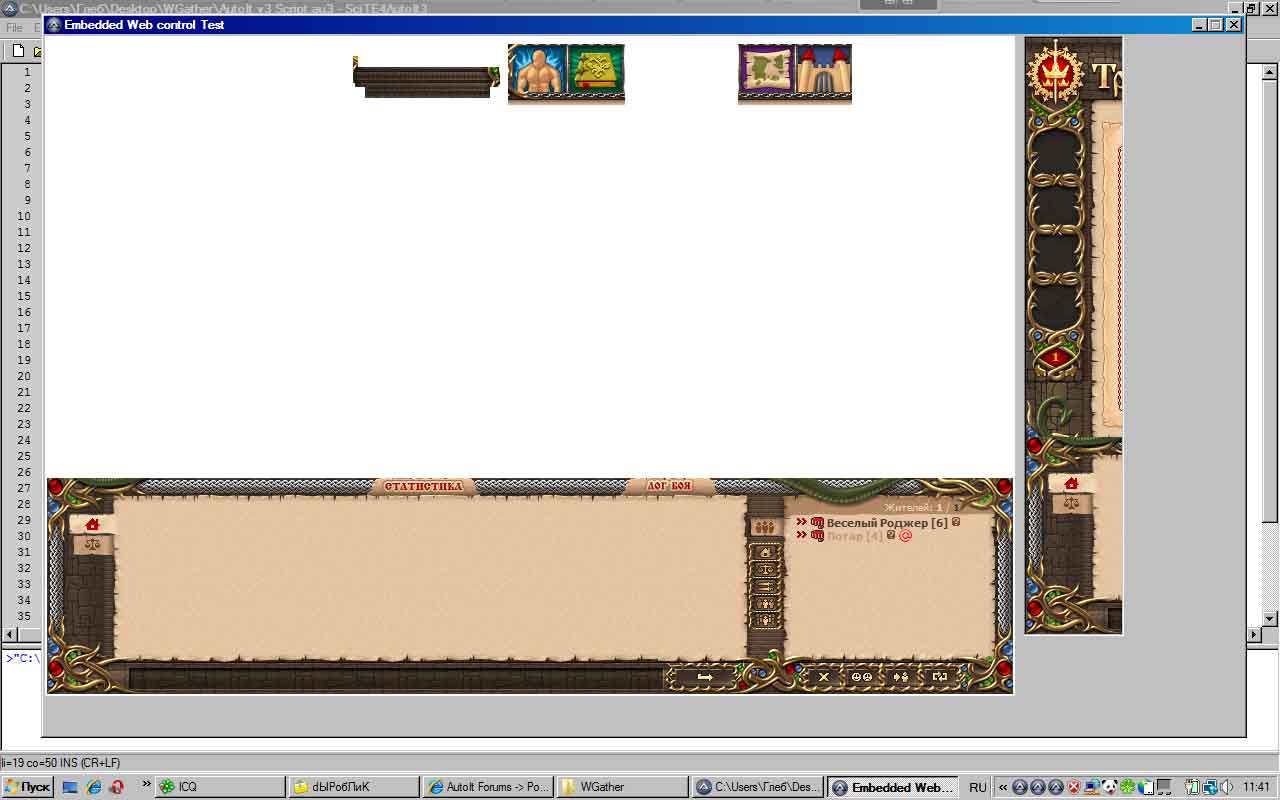 C:\Users\Глеб\Desktop\WGather\AutoIt v3 Script.au3 - SciTE4AutoIt3
File E
Embedded Web control Test
Тр
1
2
3
4
5
6
7
8
9
10
11
12
13
14
15
16
17
18
19
20
21
22
23
24
25
26
27
28
29
30
31
32
33
34
35
1
СТАТИСТИКА
ЛОГ БОЯ
Жителей: 1 / 1
Веселый Роджер [6]
Потар [4]
>"C:\
li=19 co=50 INS (CR+LF)
Пуск
» ICQ
dЫРобПиК
AutoIt Forums -> Po...
WGather
C:\Users\Глеб\Des...
Embedded Web...
RU
«
11:41